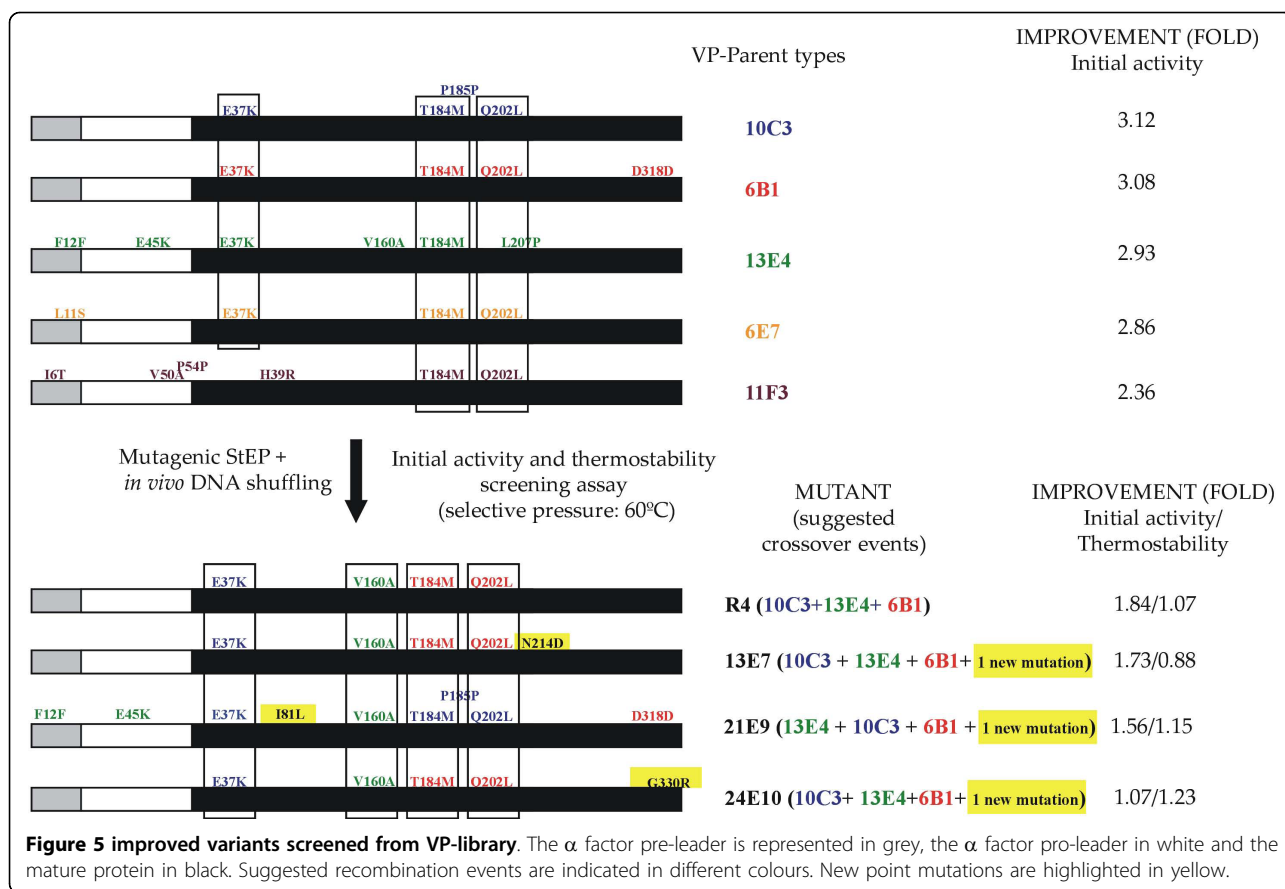 VP-Parent types
IMPROVEMENT (FOLD)
Initial activity
P185P
E37K T184M Q202L
10C3
3.12
E37K T184M Q202L D318D
6B1
3.08
F12F E45K E37K V160A T184M L207P
13E4
2.93
L11S E37K T184M Q202L
6E7
2.86
P54P
I6T V50A H39R T184M Q202L
11F3
2.36
Mutagenic StEP +
in vivo DNA shuffling
Initial activity and thermostability
screening assay
(selective pressure: 60ºC)
MUTANT
(suggested
crossover events)
IMPROVEMENT (FOLD)
Initial activity/
Thermostability
E37K V160A T184M Q202L
R4 (10C3+13E4+ 6B1)
1.84/1.07
E37K V160A T184M Q202L N214D
13E7 (10C3 + 13E4 + 6B1+ 1 new mutation)
1.73/0.88
P185P
F12F E45K E37K I81L V160A T184M Q202L D318D
21E9 (13E4 + 10C3 + 6B1 + 1 new mutation)
1.56/1.15
E37K V160A T184M Q202L G330R
24E10 (10C3+ 13E4+6B1+ 1 new mutation)
1.07/1.23
Figure 5 improved variants screened from VP-library. The α factor pre-leader is represented in grey, the α factor pro-leader in white and the
mature protein in black. Suggested recombination events are indicated in different colours. New point mutations are highlighted in yellow.